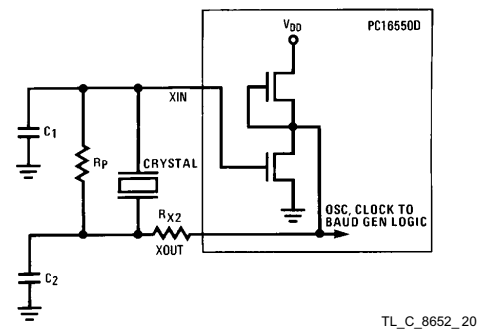 PC16550D
VDD
XIN
C1
RP
CRYSTAL
RX2
XOUT
OSC, CLOCK TO
BAUD GEN LOGIC
C2
TL_C_8652_20